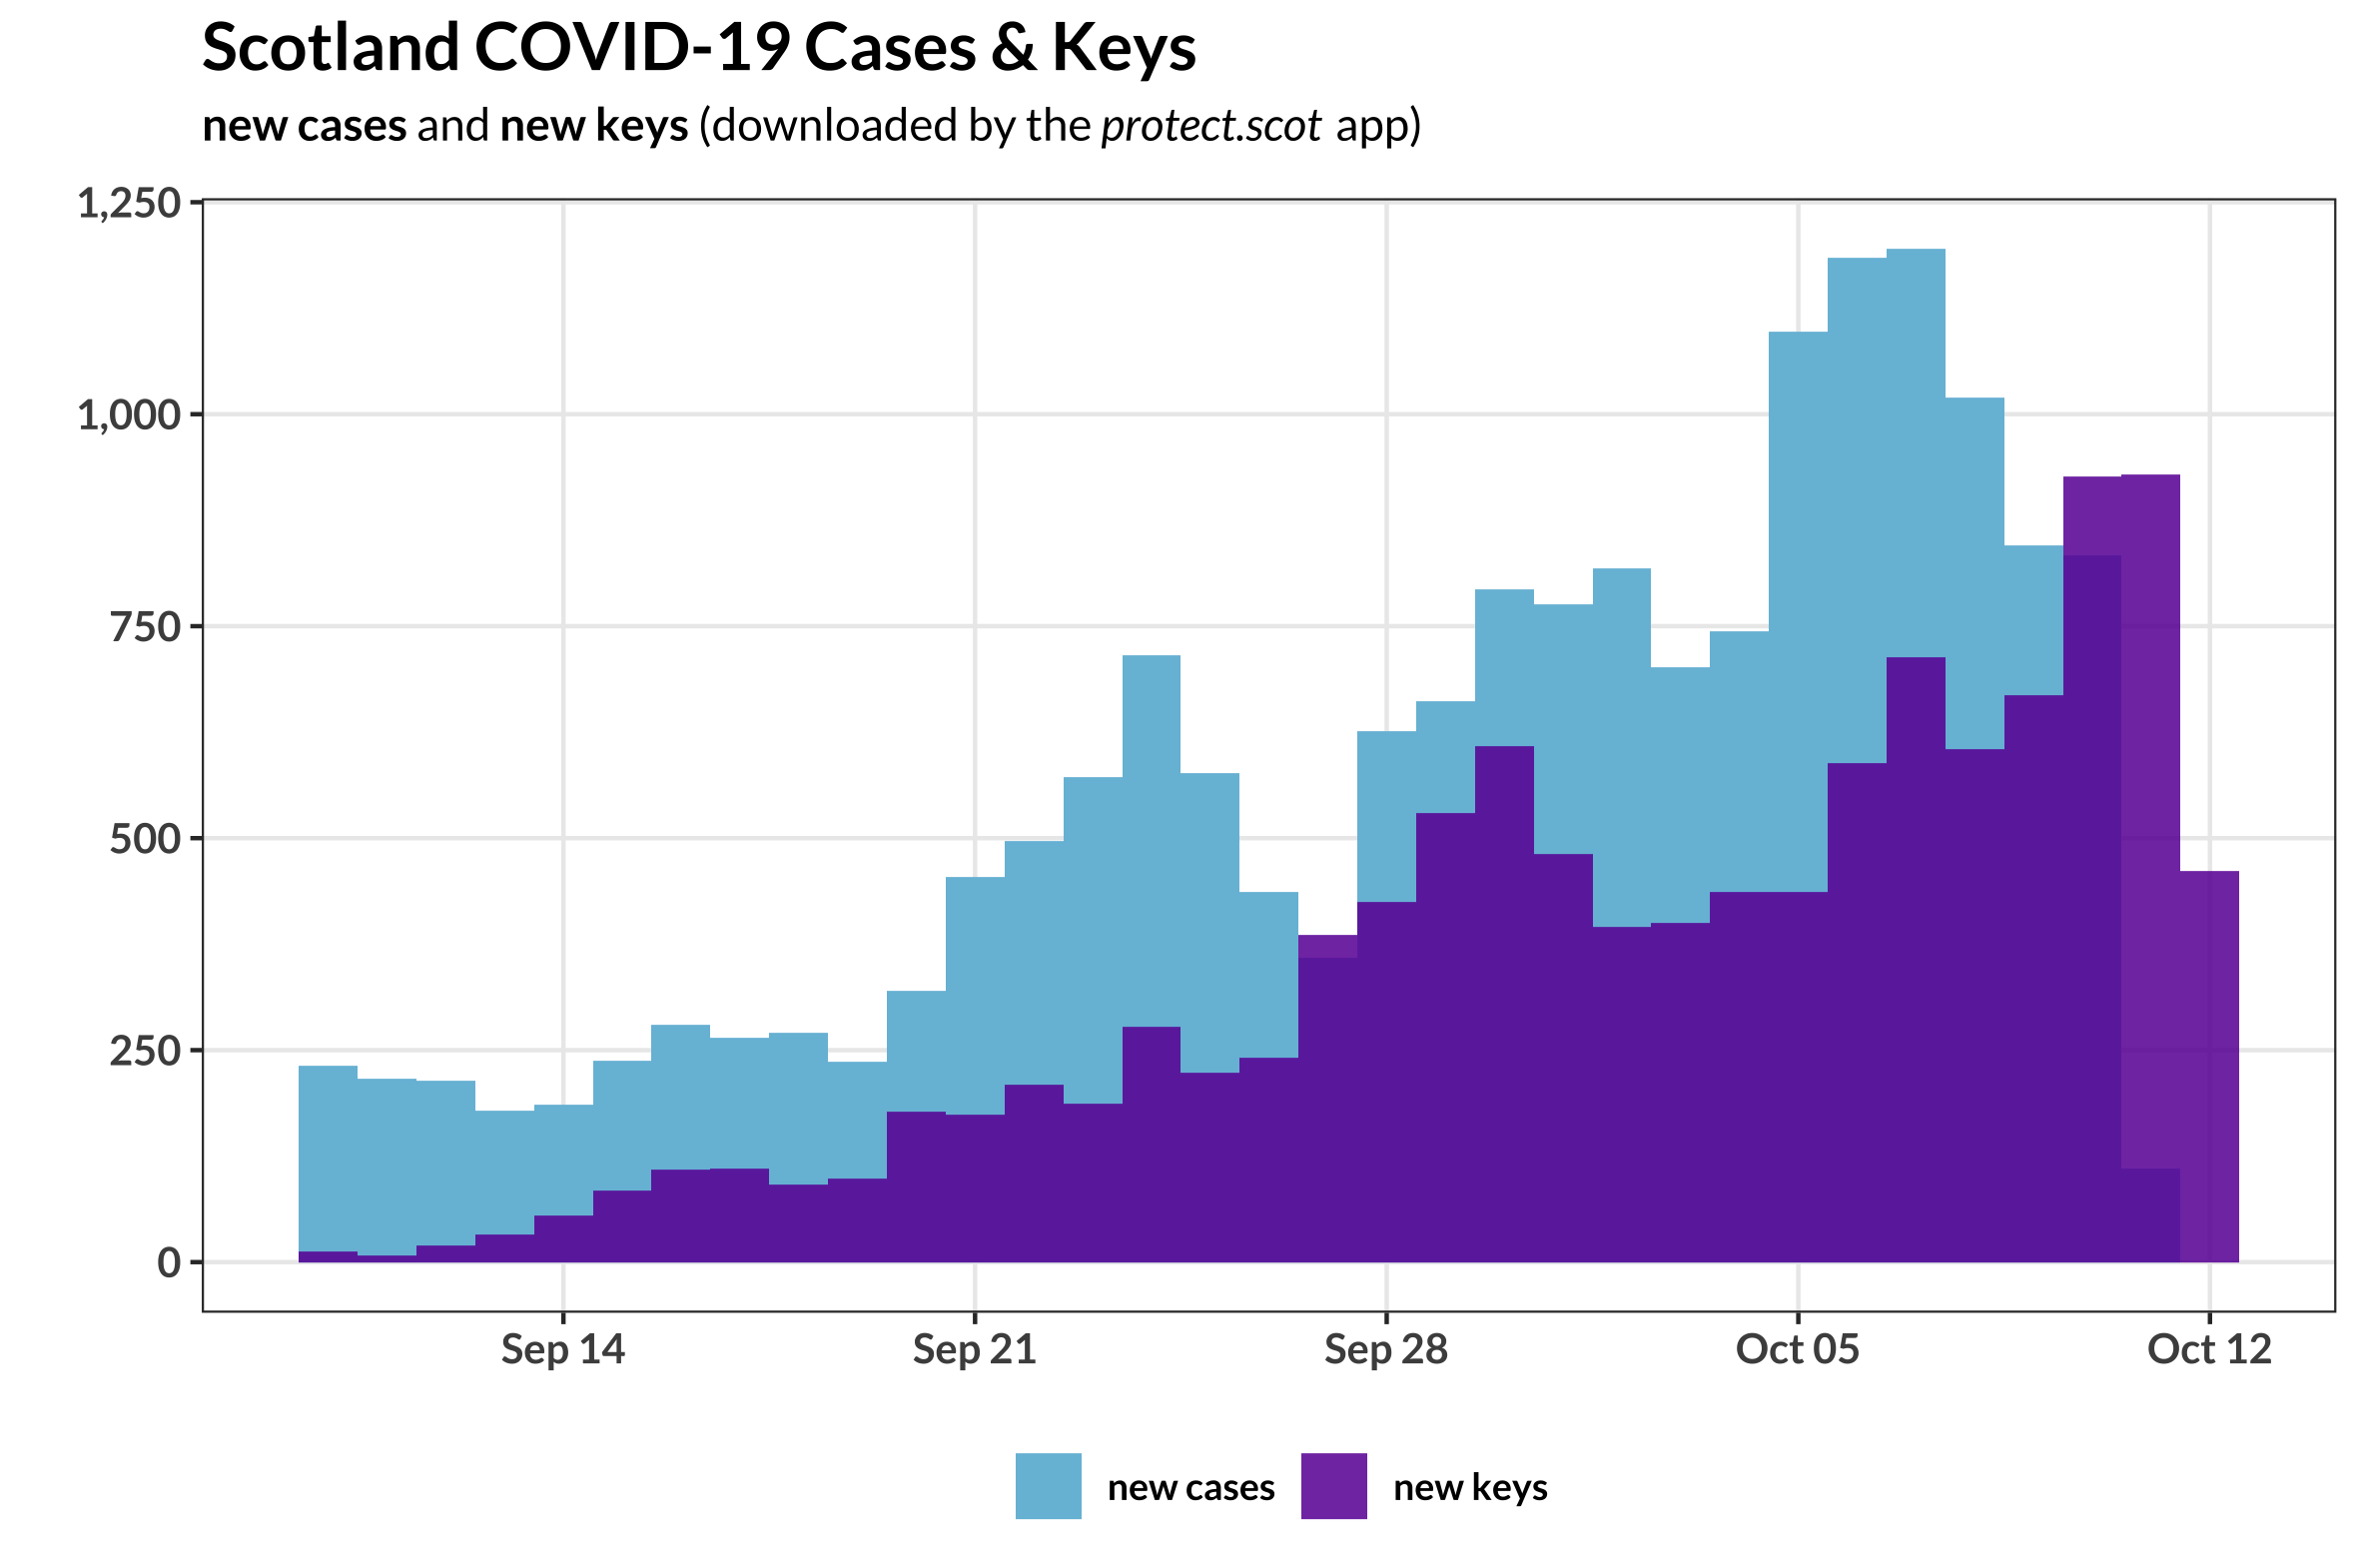 Scotland COVID-19 Cases & Keys
new cases and new keys (downloaded by the protect.scot app)
1,250
1,000
750
500
250
0
Sep 14 Sep 21 Sep 28 Oct 05 Oct 12
new cases new keys